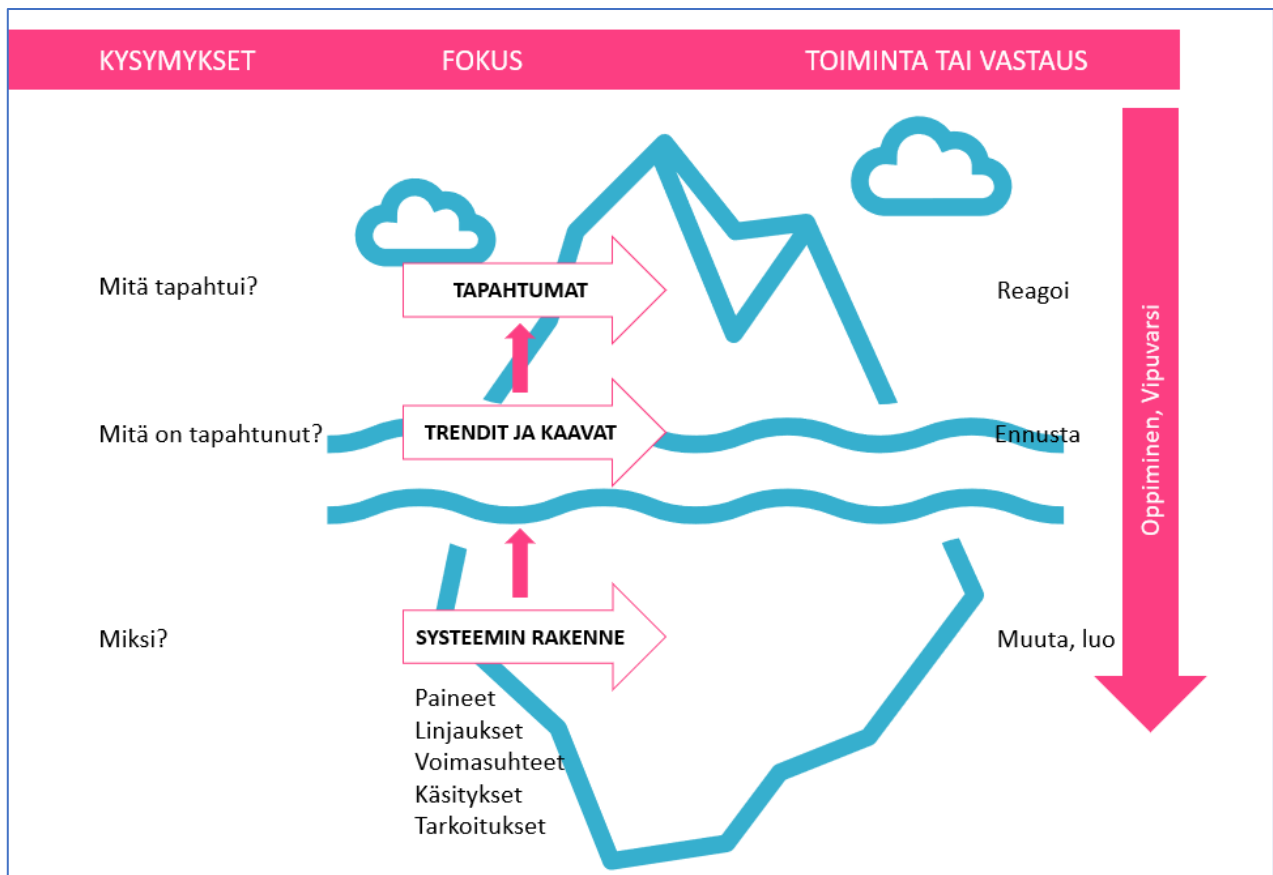 KYSYMYKSET FOKUS TOIMINTA TAI VASTAUS
Mitä tapahtui? TAPAHTUMAT Reagoi
Mitä on tapahtunut? TRENDIT JA KAAVAT Ennusta
Miksi? SYSTEEMIN RAKENNE Muuta, luo
Paineet
Linjaukset
Voimasuhteet
Käsitykset
Tarkoitukset
Oppiminen, Vipuvarsi